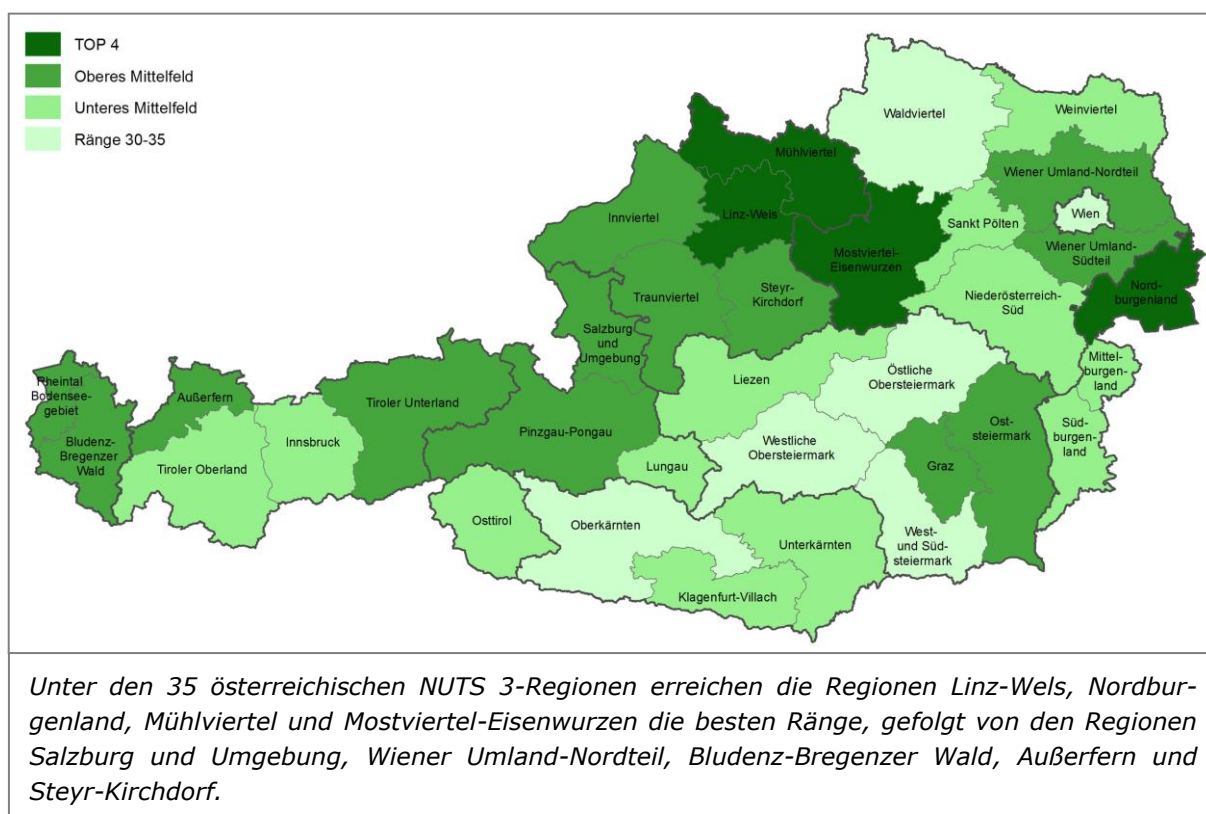 TOP 4
Oberes Mittelfeld
Unteres Mittelfeld
Ränge 30-35
Waldviertel
Weinviertel
Mühlviertel
Wiener Umland-Nordteil
Innviertel
Linz-Wels
Wien
Sankt Pölten
Mostviertel-
Eisenwurzen
Wiener Umland-
Südteil
Nord-
burgenland
Traunviertel
Steyr-
Kirchdorf
Niederösterreich-
Süd
Salzburg
und
Umgebung
Mittel-
burgen-
land
Östliche
Obersteiermark
Liezen
Rheintal
Bodensee-
gebiet
Außerfern
Tiroler Unterland
Bludenz-
Bregenzer
Wald
Innsbruck
Tiroler Oberland
Pinzgau-Pongau
Ost-
steiermark
Süd-
burgen-
land
Westliche
Obersteiermark
Lungau
Graz
Osttirol
Oberkärnten
Unterkärnten
West-
und Süd-
steiermark
Klagenfurt-Villach
Unter den 35 österreichischen NUTS 3-Regionen erreichen die Regionen Linz-Wels, Nordbur-
genland, Mühlviertel und Mostviertel-Eisenwurzen die besten Ränge, gefolgt von den Regionen
Salzburg und Umgebung, Wiener Umland-Nordteil, Bludenz-Bregenzer Wald, Außerfern und
Steyr-Kirchdorf.